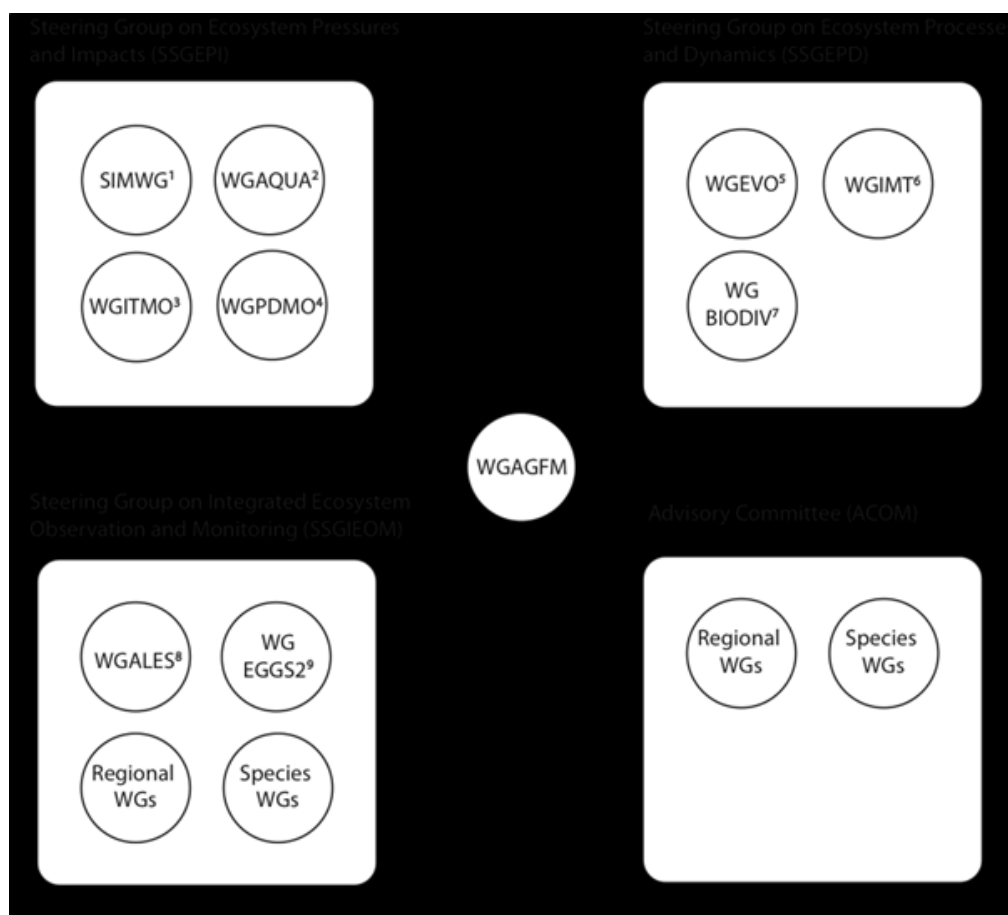 Steering Group on Ecosystem Pressures
and Impacts (SSGEPI)
SIMWG¹
WGAQUA²
WGITMO³
WGPDMO⁴
Steering Group on Ecosystem Processe
and Dynamics (SSGEPD)
WGEVO⁵
WGIMT⁶
WG
BIODIV⁷
WGAGFM
Steering Group on Integrated Ecosystem
Observation and Monitoring (SSGIEOM)
WGALES⁸
WG
EGGS2⁹
Regional
WGs
Species
WGs
Advisory Committee (ACOM)
Regional
WGs
Species
WGs